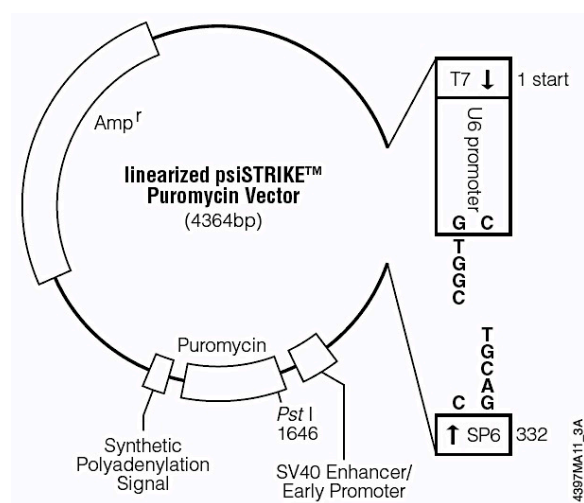 T7 ↓ 1 start
U6 promoter
Amp^r
linearized psiSTRIKE™
Puromycin Vector
(4364bp)
G C
T
G
G
C
T
G
C
A
C G
↑ SP6 332
Puromycin
Pst I
1646
Synthetic
Polyadenylation
Signal
SV40 Enhancer/
Early Promoter
4397MA11_3A